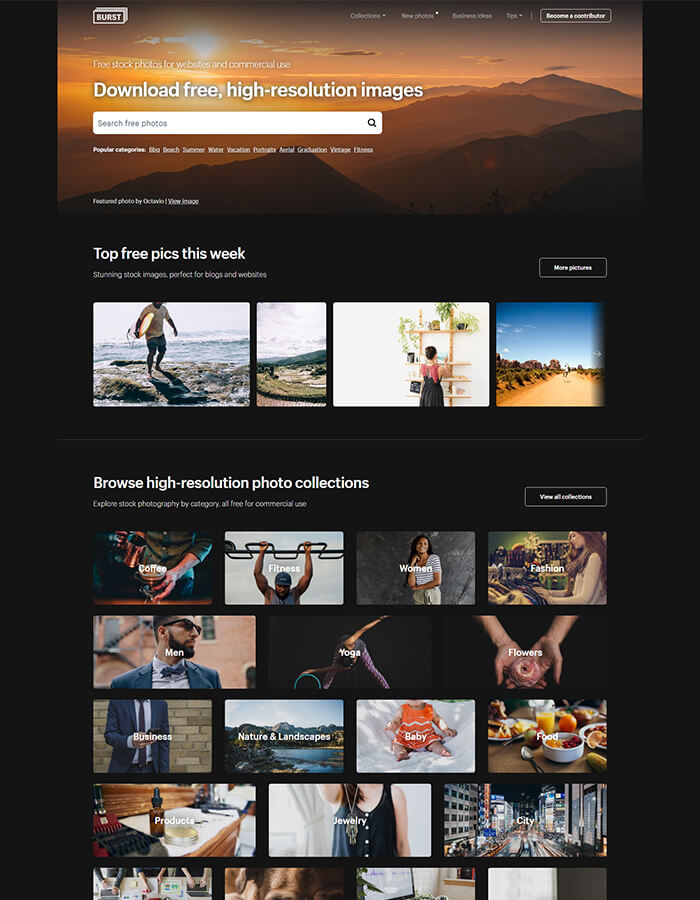 BURST
Collections New photos Business Ideas Tips Become a contributor
Free stock photos for websites and commercial use
Download free, high-resolution images
Search free photos
Popular categories: Bbq Beach Summer Water Vacation Portraits Aerial Graduation Vintage Fitness
Featured photo by Octavio | View image
Top free pics this week
Stunning stock images, perfect for blogs and websites
More pictures
Browse high-resolution photo collections
Explore stock photography by category, all free for commercial use
View all collections
Coffee Fitness Women Fashion
Men Yoga Flowers
Business Nature & Landscapes Baby Food
Products Jewelry City